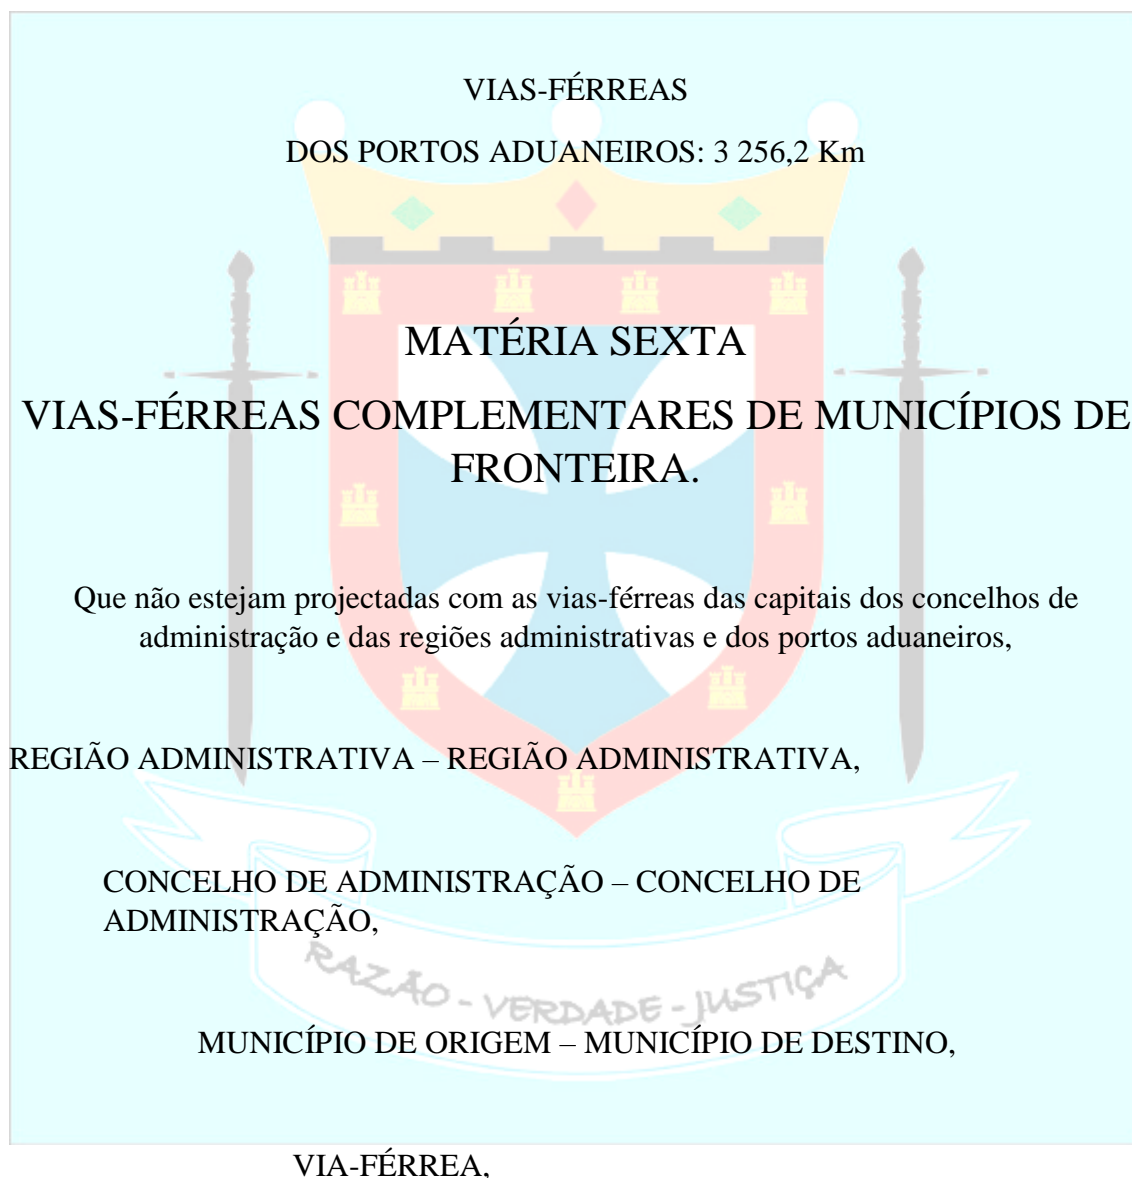 VIAS-FÉRREAS
DOS PORTOS ADUANEIROS: 3 256,2 Km
MATÉRIA SEXTA
VIAS-FÉRREAS COMPLEMENTARES DE MUNICÍPIOS DE
FRONTEIRA.
Que não estejam projectadas com as vias-férreas das capitais dos concelhos de
administração e das regiões administrativas e dos portos aduaneiros,
REGIÃO ADMINISTRATIVA – REGIÃO ADMINISTRATIVA,
CONCELHO DE ADMINISTRAÇÃO – CONCELHO DE
ADMINISTRAÇÃO,
RAZÃO - VERDADE - JUSTIÇA
MUNICÍPIO DE ORIGEM – MUNICÍPIO DE DESTINO,
VIA-FÉRREA,